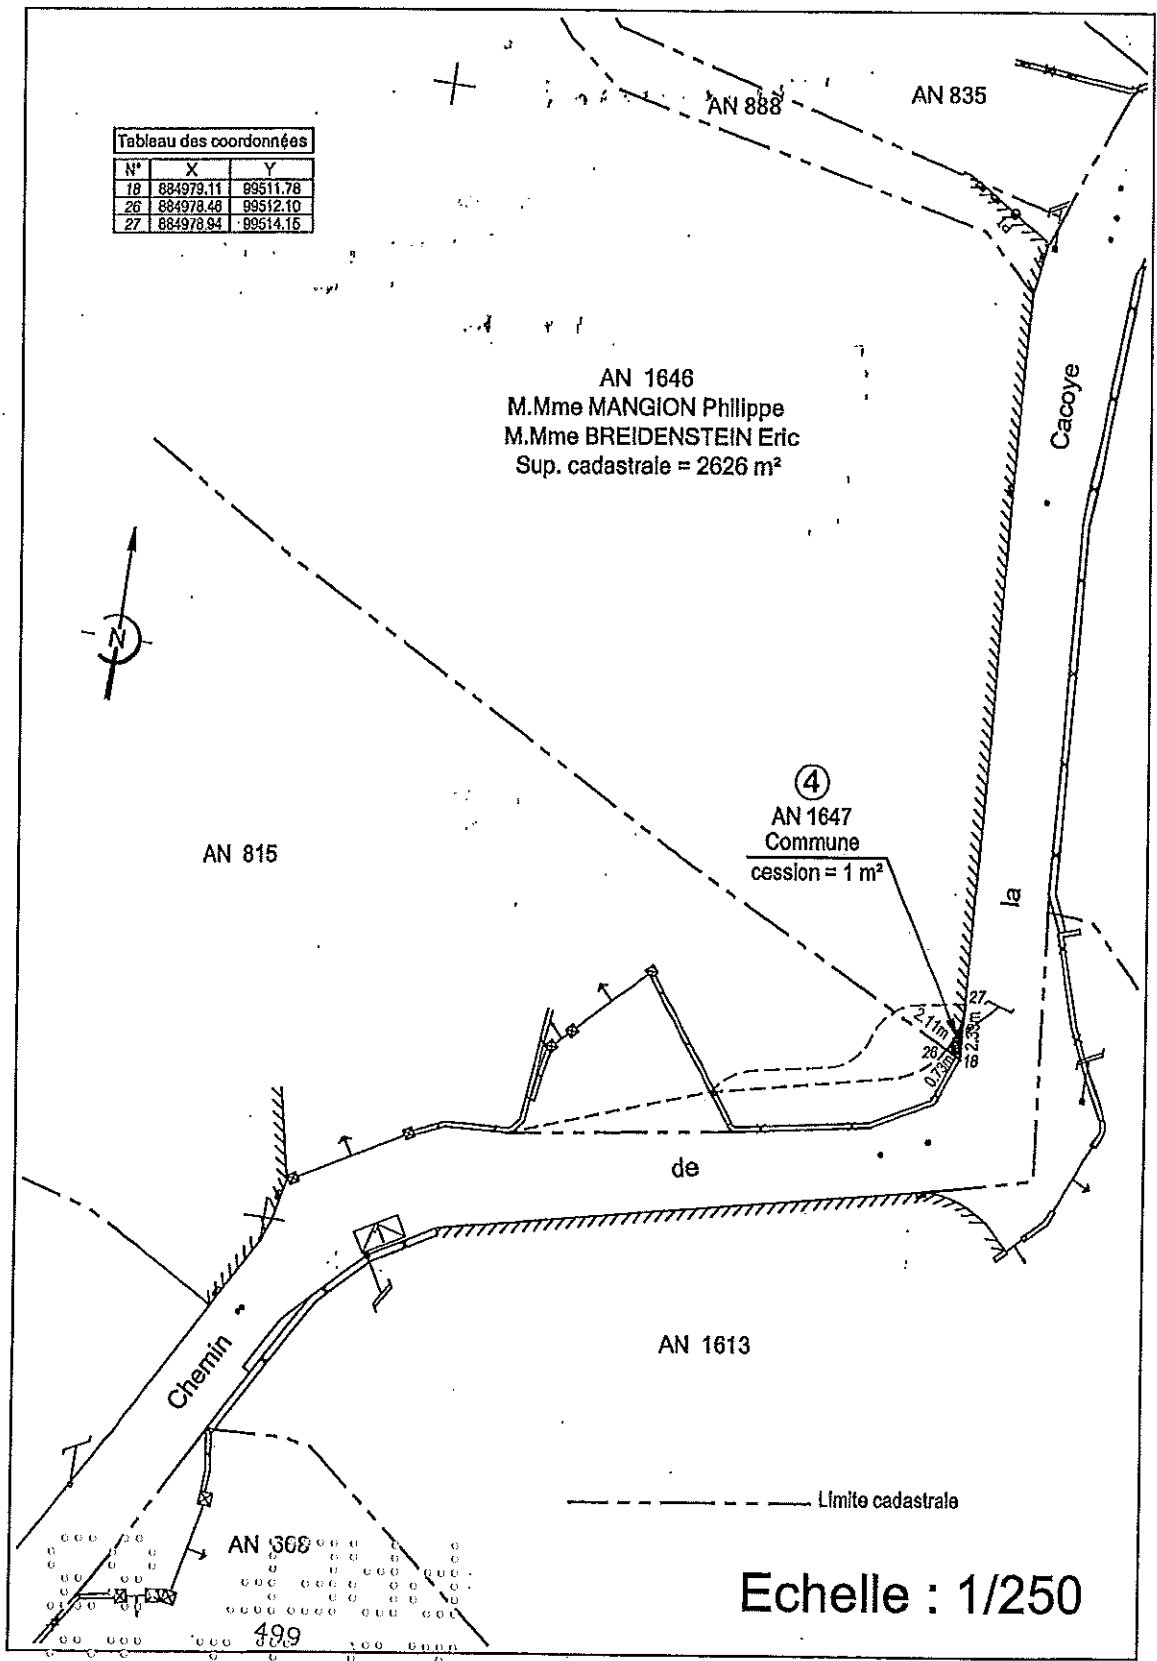 AN 888
AN 835
Tableau des coordonnées
N° X Y
18 884979.11 99511.78
26 884978.46 99512.10
27 884978.94 99514.15
AN 1646
M.Mme MANGION Philippe
M.Mme BREIDENSTEIN Eric
Sup. cadastrale = 2626 m²
Cacoye
N
4
AN 1647
Commune
cession = 1 m²
AN 815
la
27
2.11m
2.33m
26
18
0.73m
de
AN 1613
Chemin
Limite cadastrale
AN 368
Echelle : 1/250
499